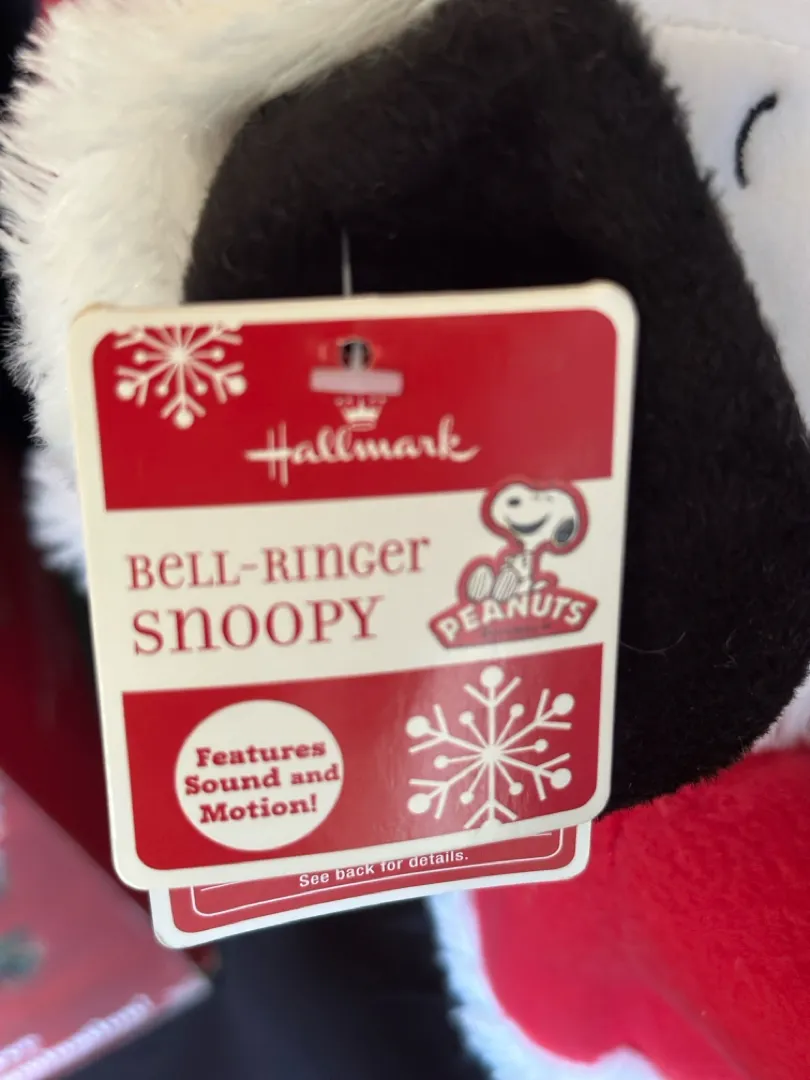 Hallmark
BELL-RINGER
SNOOPY
PEANUTS
Features
Sound and
Motion!
See back for details.